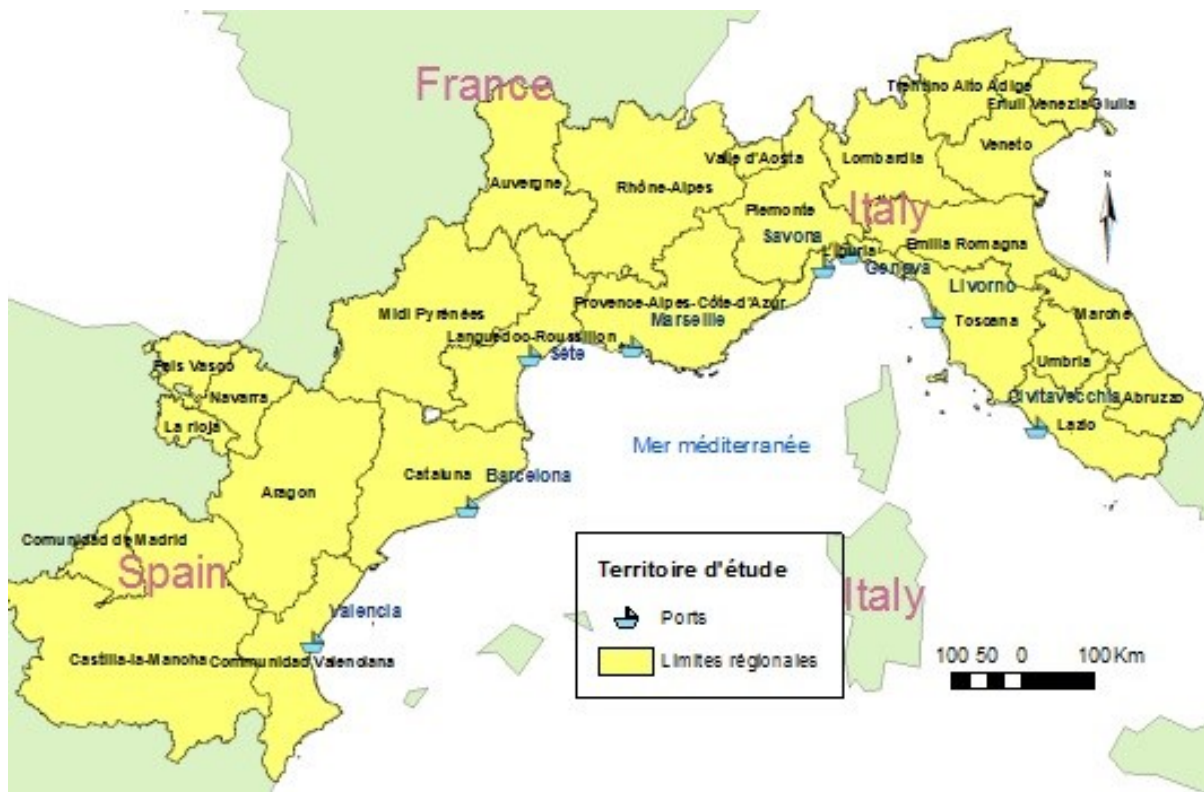 France
Trentino Alto Adige
Friuli Venezia Giulia
Veneto
Valle d'Aosta
Lombardia
Auvergne
Rhône-Alpes
Piemonte
Italy
Savona
Liguria
Genova
Emilia Romagna
N
Livorno
Provence-Alpes-Côte-d'Azur
Marseille
Midi Pyrénées
Toscana
Marche
Languedoc-Roussillon
Sète
Umbria
Pais Vasco
Navarra
Civitavecchia
Abruzzo
La rioja
Lazio
Mer méditerranée
Cataluna
Barcelona
Aragon
Comunidad de Madrid
Spain
Territoire d'étude
Ports
Limites régionales
Italy
Valencia
Castilla-la-Mancha
Communidad Valenciana
100 50 0 100 Km